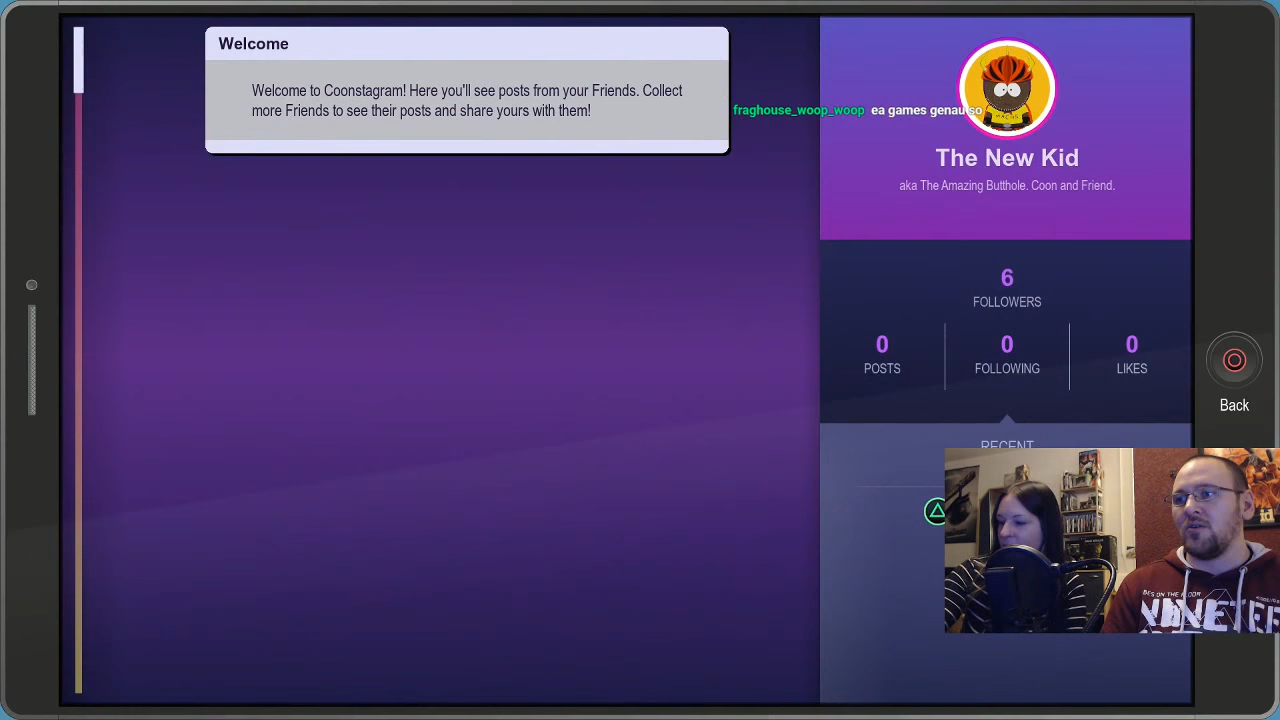 Welcome
Welcome to Coonstagram! Here you'll see posts from your Friends. Collect
more Friends to see their posts and share yours with them!
fraghouse_woop_woop ea games genau so
The New Kid
aka The Amazing Butthole. Coon and Friend.
6
FOLLOWERS
0
POSTS
0
FOLLOWING
0
LIKES
Back
RECENT